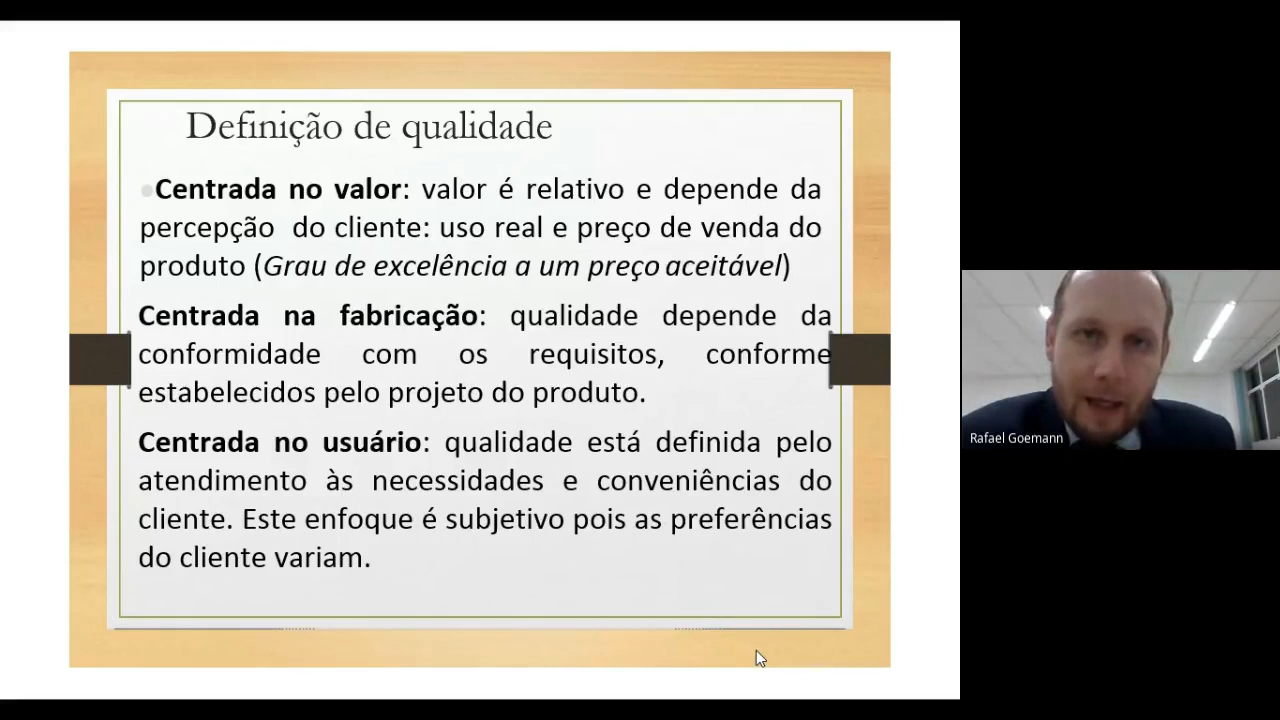 Definição de qualidade
Centrada no valor: valor é relativo e depende da
percepção do cliente: uso real e preço de venda do
produto (Grau de excelência a um preço aceitável)
Centrada na fabricação: qualidade depende da
conformidade com os requisitos, conforme
estabelecidos pelo projeto do produto.
Centrada no usuário: qualidade está definida pelo
atendimento às necessidades e conveniências do
cliente. Este enfoque é subjetivo pois as preferências
do cliente variam.
Rafael Goemann